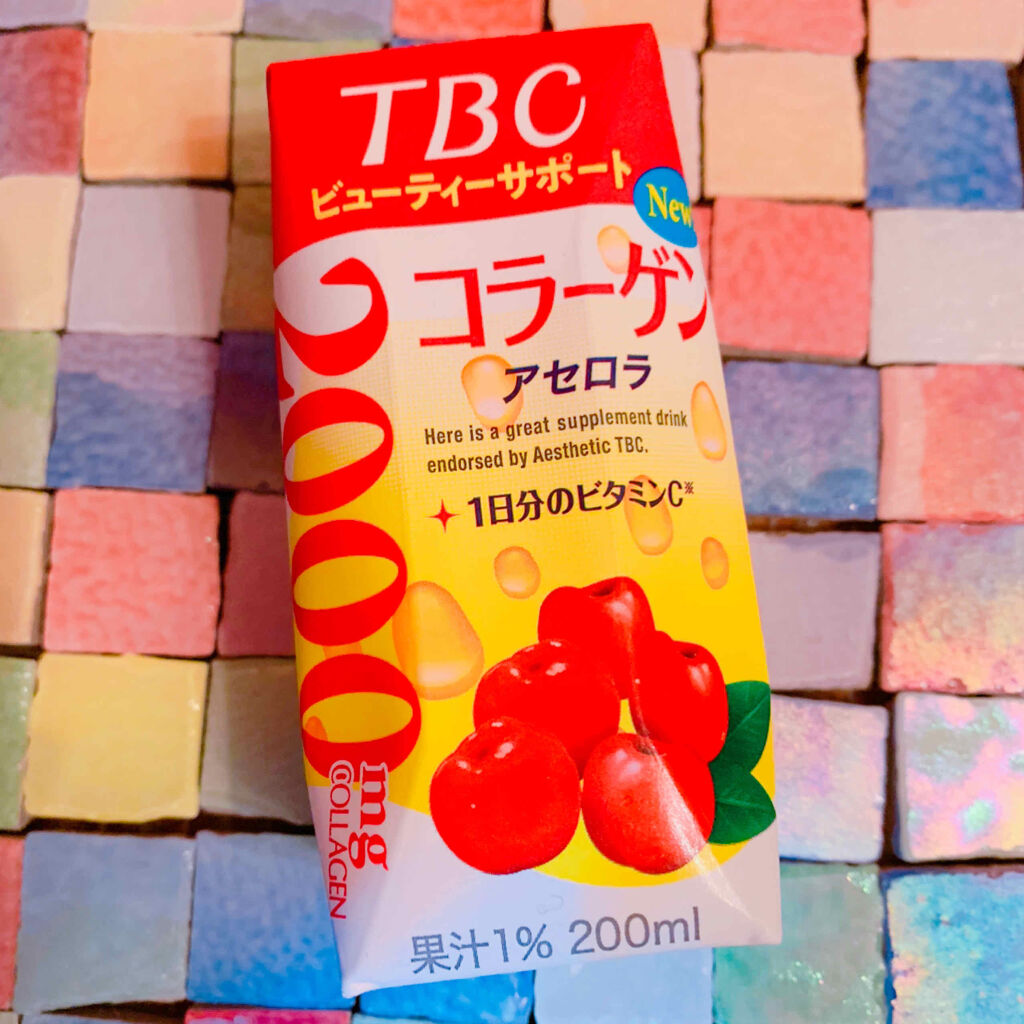 TBC
ビューティーサポート
New
コラーゲン
アセロラ
Here is a great supplement drink
endorsed by Aesthetic TBC.
1日分のビタミンC※
2000mg
COLLAGEN
果汁1% 200ml